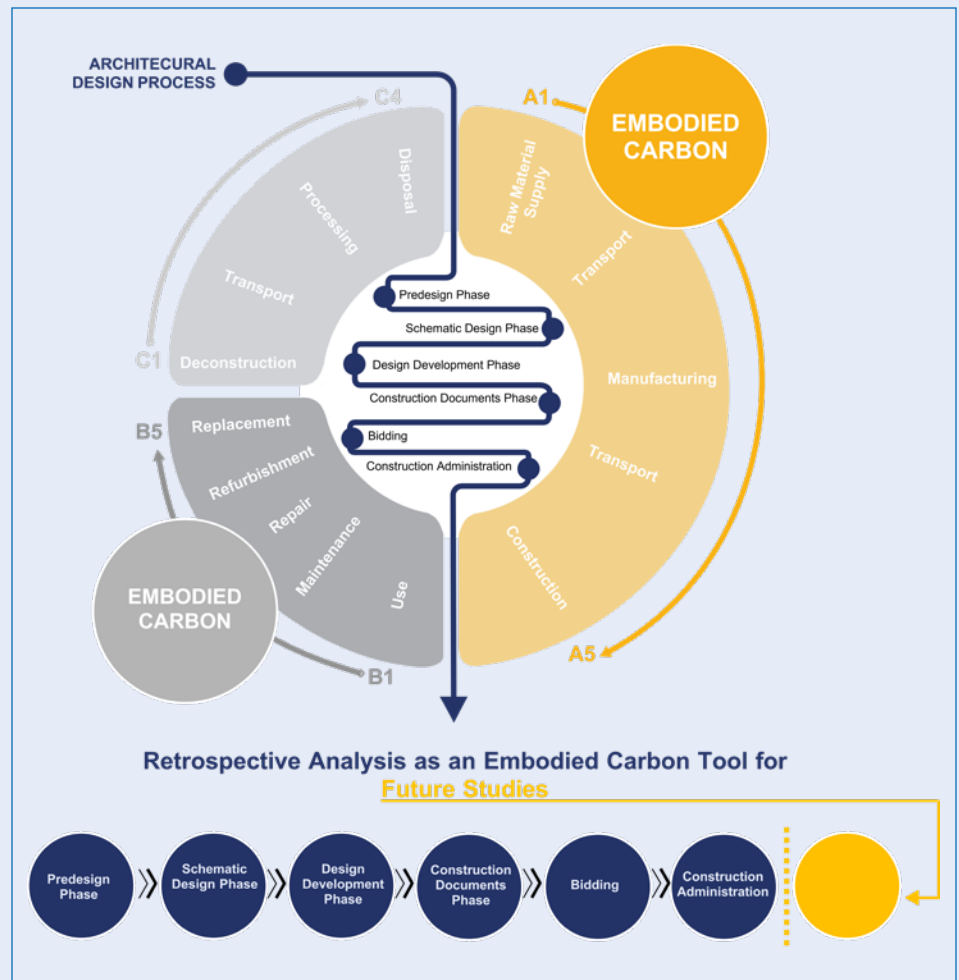 ARCHITECURAL
DESIGN PROCESS
C4
A1
EMBODIED
CARBON
Disposal
Processing
Transport
Deconstruction
C1
Raw Material
Supply
Transport
Manufacturing
Transport
Construction
A5
Predesign Phase
Schematic Design Phase
Design Development Phase
Construction Documents Phase
Bidding
Construction Administration
B5
Replacement
Refurbishment
Repair
Maintenance
Use
EMBODIED
CARBON
B1
Retrospective Analysis as an Embodied Carbon Tool for
Future Studies
Predesign
Phase
Schematic
Design Phase
Design
Development
Phase
Construction
Documents
Phase
Bidding
Construction
Administration